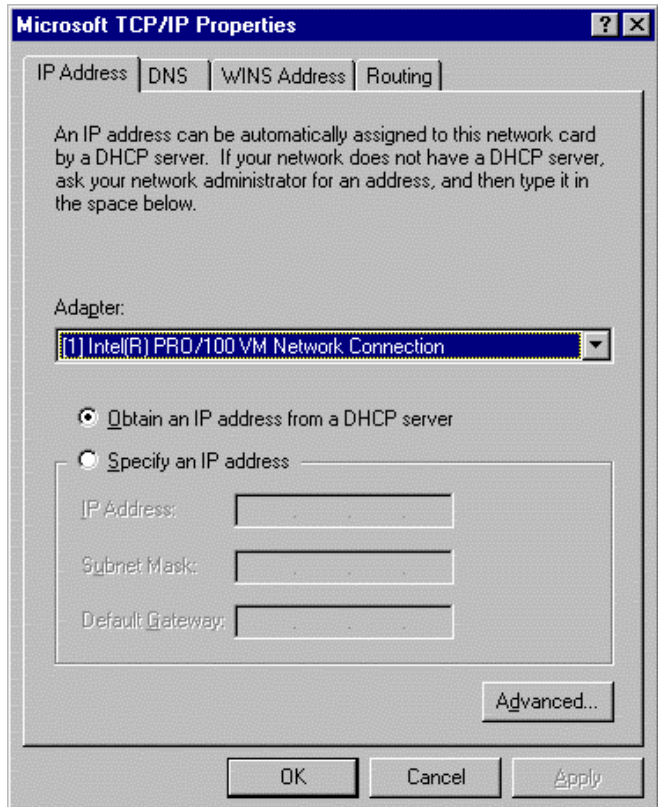 Microsoft TCP/IP Properties
IP Address DNS WINS Address Routing
An IP address can be automatically assigned to this network card
by a DHCP server. If your network does not have a DHCP server,
ask your network administrator for an address, and then type it in
the space below.
Adapter:
[1] Intel(R) PRO/100 VM Network Connection
Obtain an IP address from a DHCP server
Specify an IP address
IP Address:
Subnet Mask:
Default Gateway:
Advanced...
OK Cancel Apply